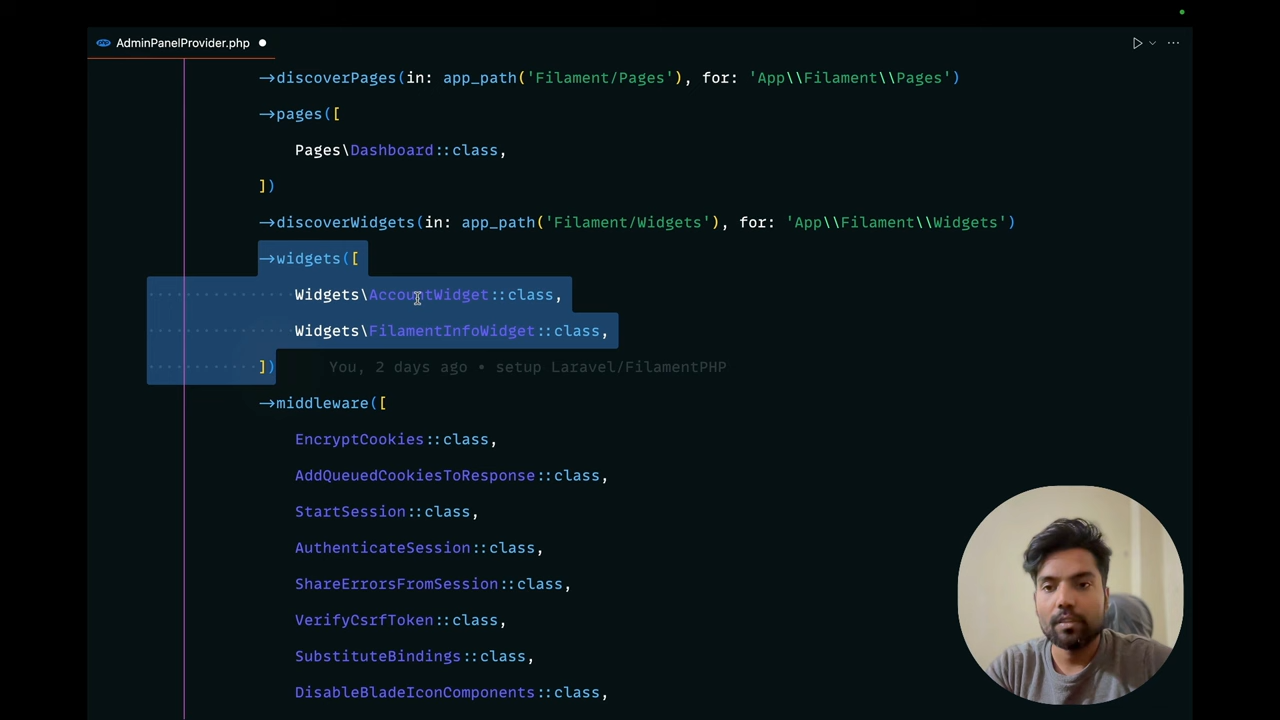 php AdminPanelProvider.php
->discoverPages(in: app_path('Filament/Pages'), for: 'App\\Filament\\Pages')
->pages([
Pages\Dashboard::class,
])
->discoverWidgets(in: app_path('Filament/Widgets'), for: 'App\\Filament\\Widgets')
->widgets([
Widgets\AccountWidget::class,
Widgets\FilamentInfoWidget::class,
]) You, 2 days ago • setup Laravel/FilamentPHP
->middleware([
EncryptCookies::class,
AddQueuedCookiesToResponse::class,
StartSession::class,
AuthenticateSession::class,
ShareErrorsFromSession::class,
VerifyCsrfToken::class,
SubstituteBindings::class,
DisableBladeIconComponents::class,